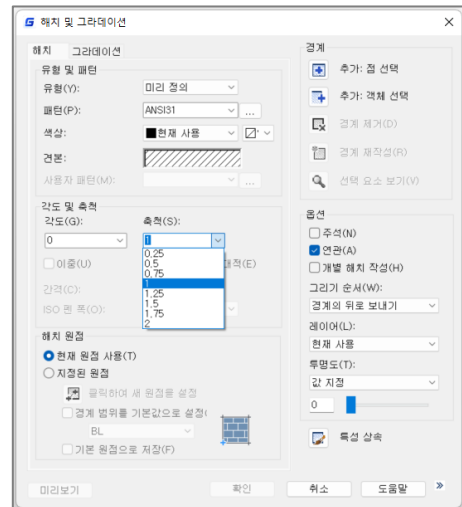 해치 및 그라데이션
해치
그라데이션
유형 및 패턴
유형(Y):
미리 정의
패턴(P):
ANSI31
...
색상:
현재 사용
견본:
사용자 패턴(M):
...
각도 및 축척
각도(G):
축척(S):
0
1
0,25
0,5
0,75
1
1,25
1,5
1,75
2
이중(U)
대적(E)
간격(C):
ISO 펜 폭(O):
해치 원점
현재 원점 사용(T)
지정된 원점
클릭하여 새 원점을 설정
경계 범위를 기본값으로 설정(
BL
기본 원점으로 저장(F)
경계
추가: 점 선택
추가: 객체 선택
경계 제거(D)
경계 재작성(R)
선택 요소 보기(V)
옵션
주석(N)
연관(A)
개별 해치 작성(H)
그리기 순서(W):
경계의 뒤로 보내기
레이어(L):
현재 사용
투명도(T):
값 지정
0
특성 상속
미리보기
확인
취소
도움말
»